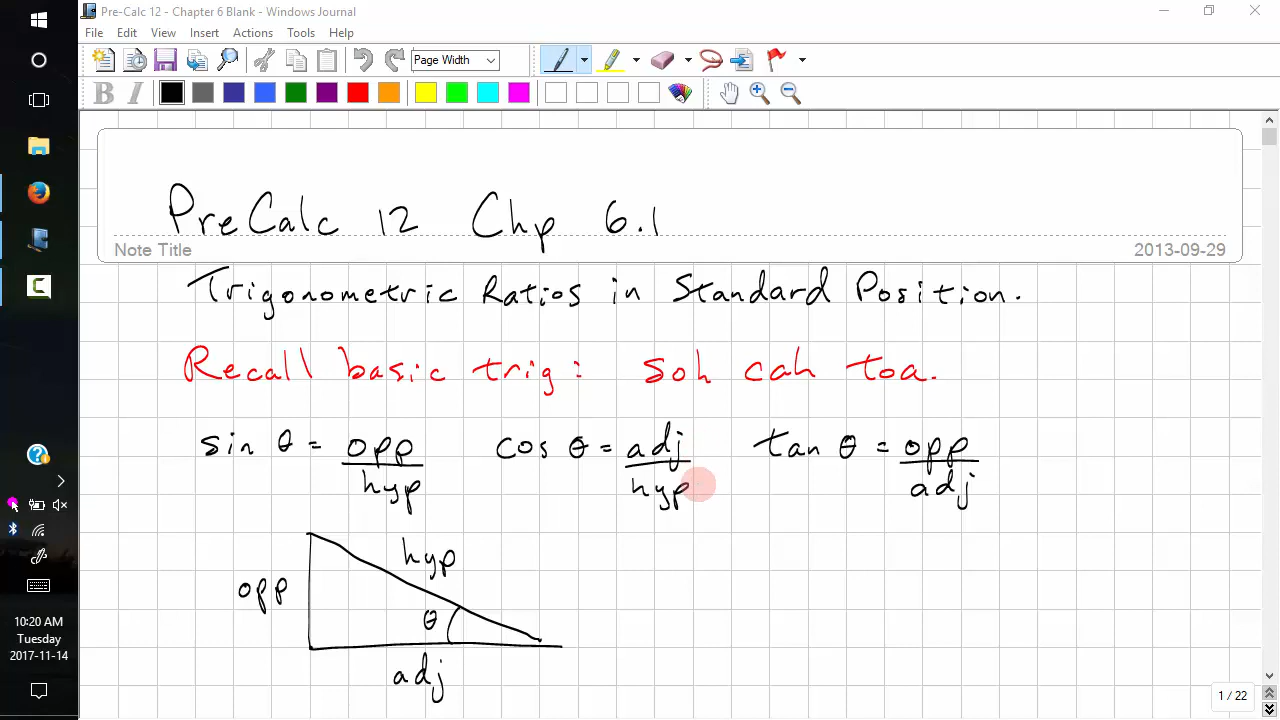 Pre-Calc 12 - Chapter 6 Blank - Windows Journal
File Edit View Insert Actions Tools Help
Page Width
B I
PreCalc 12 Chp 6.1
Note Title 2013-09-29
Trigonometric Ratios in Standard Position.
Recall basic trig: soh cah toa.
sin θ = opp/hyp cos θ = adj/hyp tan θ = opp/adj
hyp
opp
θ
adj
10:20 AM
Tuesday
2017-11-14
1 / 22